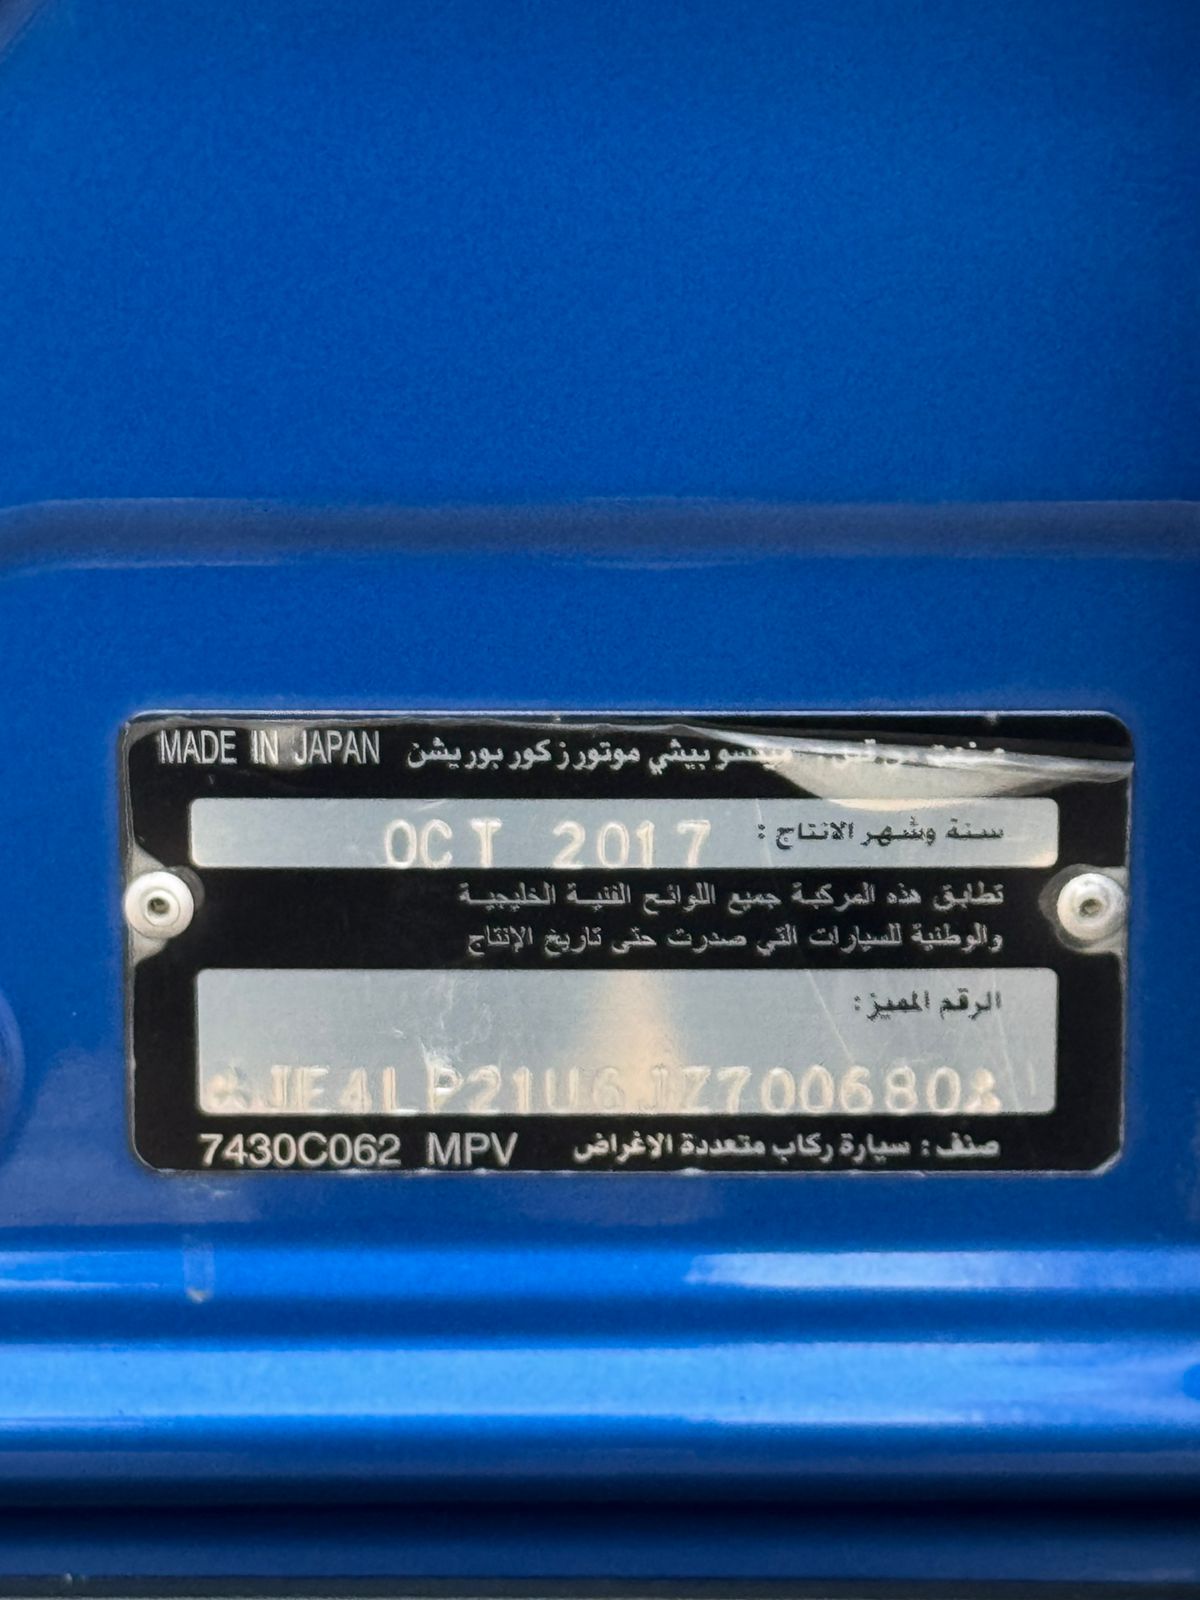 MADE IN JAPAN ميتسوبيشي موتورز كوربوريشن
سنة وشهر الانتاج : OCT 2017
تطابق هذه المركبة جميع اللوائح الفنية الخليجية
والوطنية للسيارات التي صدرت حتى تاريخ الإنتاج
الرقم المميز :
*JE4LP21U6JZ700680*
صنف : سيارة ركاب متعددة الاغراض 7430C062 MPV